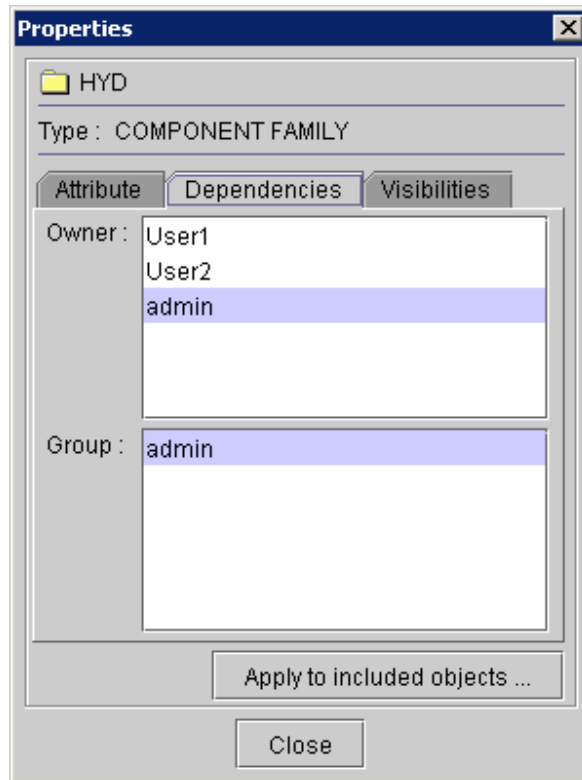 Properties
HYD
Type : COMPONENT FAMILY
Attribute Dependencies Visibilities
Owner : User1
User2
admin
Group : admin
Apply to included objects ...
Close